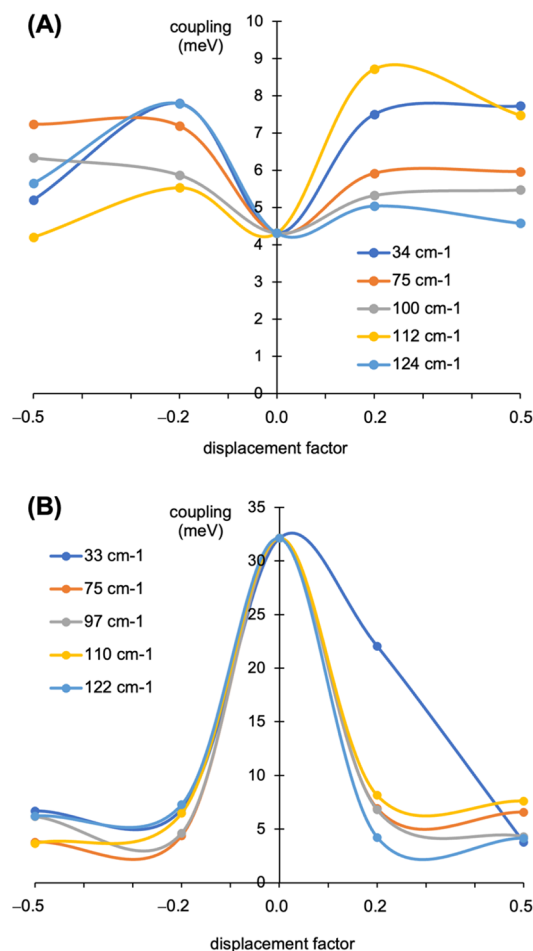 (A)
coupling
(meV)
10
9
8
7
6
5
4
3
2
1
0
34 cm-1
75 cm-1
100 cm-1
112 cm-1
124 cm-1
−0.5 −0.2 0.0 0.2 0.5
displacement factor
(B)
coupling
(meV)
35
30
25
20
15
10
5
0
33 cm-1
75 cm-1
97 cm-1
110 cm-1
122 cm-1
−0.5 −0.2 0.0 0.2 0.5
displacement factor